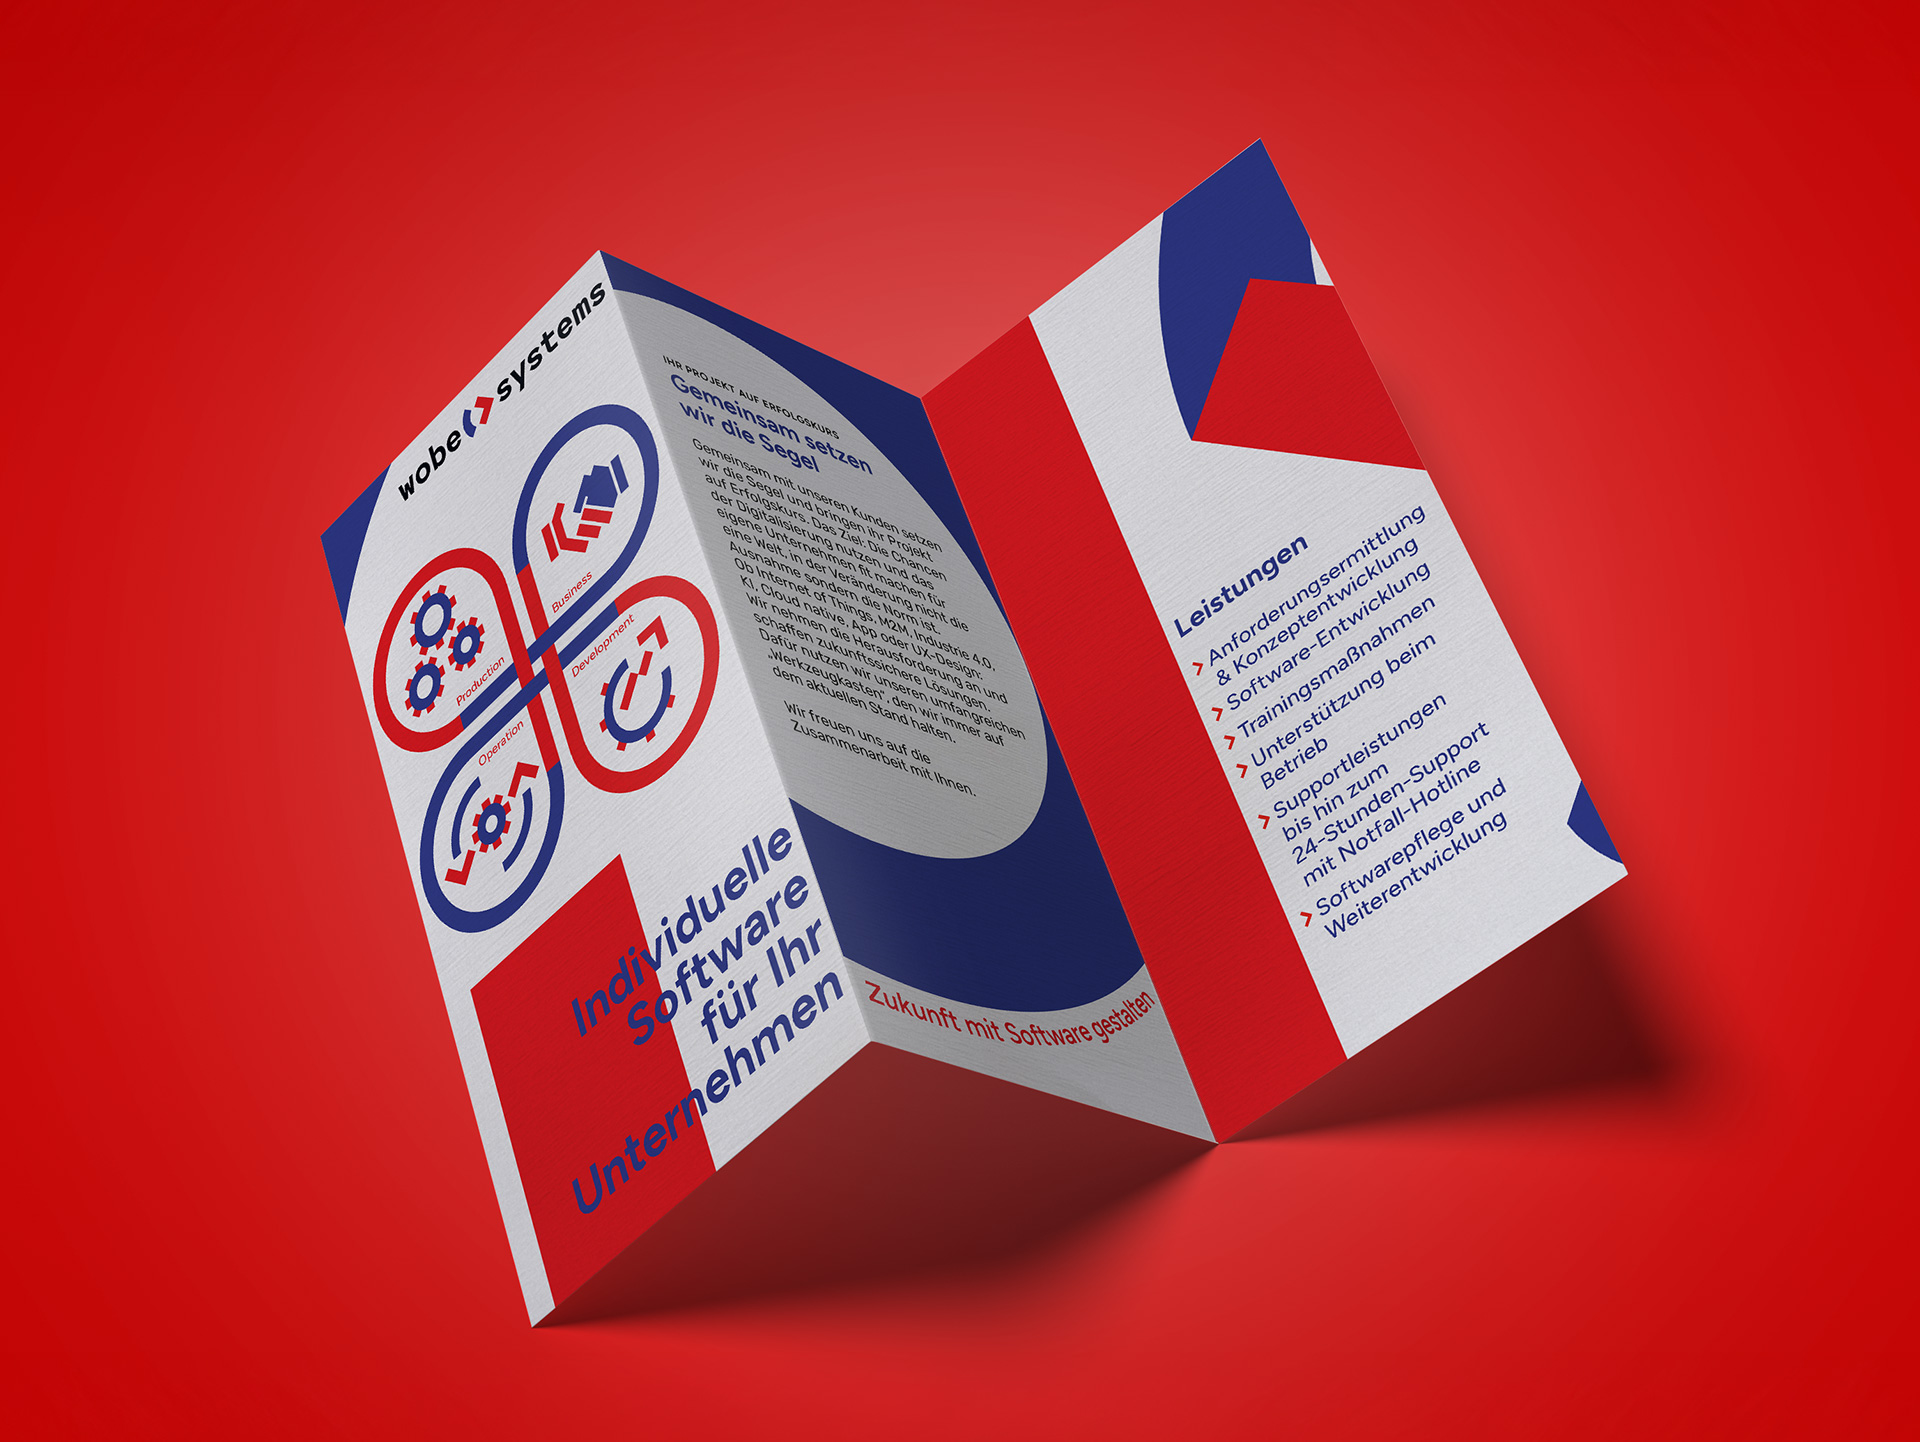 wobe systems
Business
Production
Development
Operation
Individuelle
Software
für Ihr
Unternehmen
IHR PROJEKT AUF ERFOLGSKURS
Gemeinsam setzen
wir die Segel
Gemeinsam mit unseren Kunden setzen
wir die Segel und bringen ihr Projekt
auf Erfolgskurs. Das Ziel: Die Chancen
der Digitalisierung nutzen und das
eigene Unternehmen fit machen für
eine Welt, in der Veränderung nicht die
Ausnahme sondern die Norm ist.
Ob Internet of Things, M2M, Industrie 4.0,
KI, Cloud native, App oder UX-Design:
Wir nehmen die Herausforderung an und
schaffen zukunftssichere Lösungen.
Dafür nutzen wir unseren umfangreichen
„Werkzeugkasten“, den wir immer auf
dem aktuellen Stand halten.
Wir freuen uns auf die
Zusammenarbeit mit Ihnen.
Zukunft mit Software gestalten
Leistungen
> Anforderungsermittlung
& Konzeptentwicklung
> Software-Entwicklung
> Trainingsmaßnahmen
> Unterstützung beim
Betrieb
> Supportleistungen
bis hin zum
24-Stunden-Support
mit Notfall-Hotline
> Softwarepflege und
Weiterentwicklung